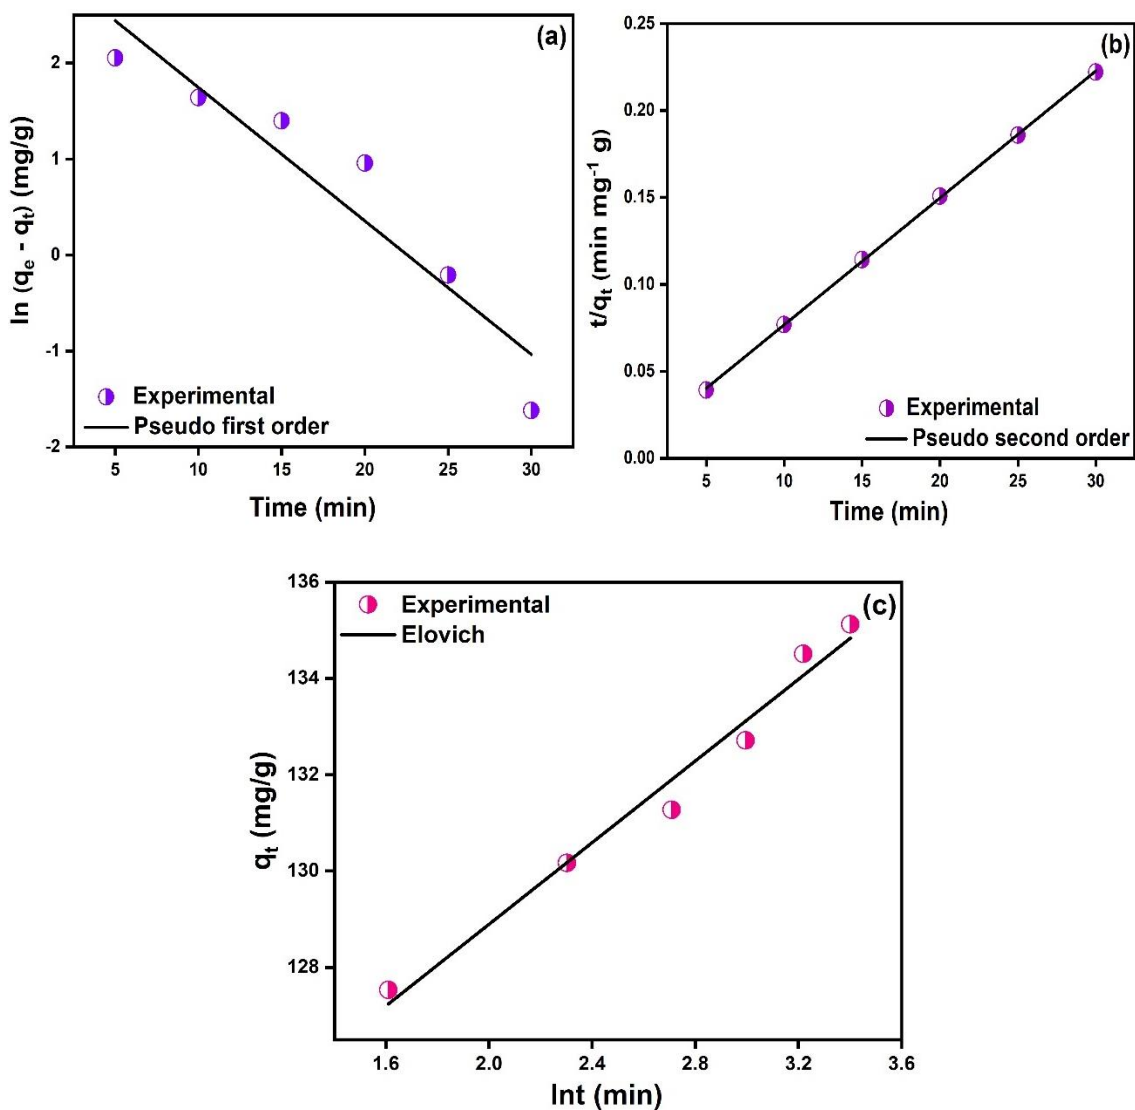 (a)
2
1
0
-1
-2
ln (qₑ - qₜ) (mg/g)
Experimental
Pseudo first order
5 10 15 20 25 30
Time (min)
(b)
0.25
0.20
0.15
0.10
0.05
0.00
t/qₜ (min mg⁻¹ g)
Experimental
Pseudo second order
5 10 15 20 25 30
Time (min)
(c)
136
134
132
130
128
qₜ (mg/g)
Experimental
Elovich
1.6 2.0 2.4 2.8 3.2 3.6
lnt (min)